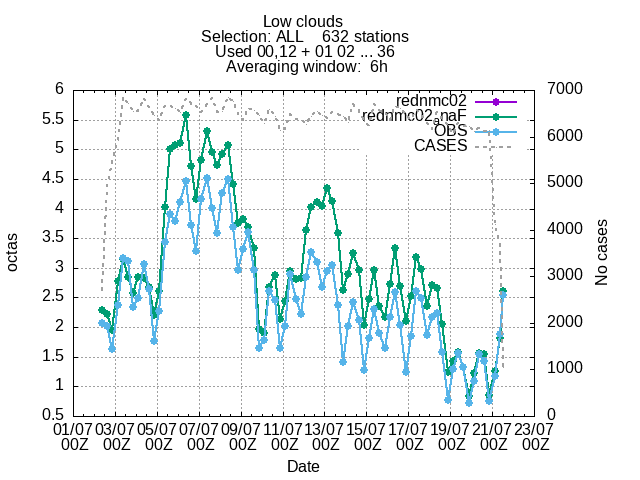 Low clouds
Selection: ALL 632 stations
Used 00,12 + 01 02 ... 36
Averaging window: 6h
6
5.5
5
4.5
4
3.5
3
2.5
2
1.5
1
0.5
octas
7000
6000
5000
4000
3000
2000
1000
0
No cases
rednmc02
rednmc02_naF
OBS
CASES
01/07 03/07 05/07 07/07 09/07 11/07 13/07 15/07 17/07 19/07 21/07 23/07
00Z 00Z 00Z 00Z 00Z 00Z 00Z 00Z 00Z 00Z 00Z 00Z
Date